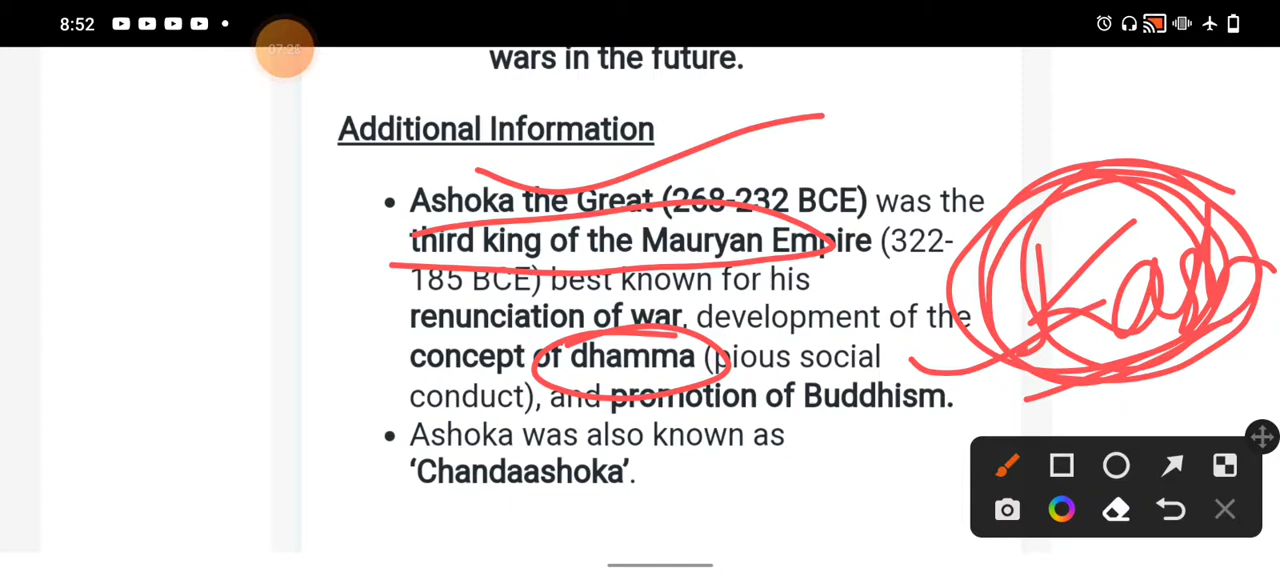 8:52
07:28
wars in the future.
Additional Information
• Ashoka the Great (268-232 BCE) was the
third king of the Mauryan Empire (322-
185 BCE) best known for his
renunciation of war, development of the
concept of dhamma (pious social
conduct), and promotion of Buddhism.
• Ashoka was also known as
‘Chandaashoka’.